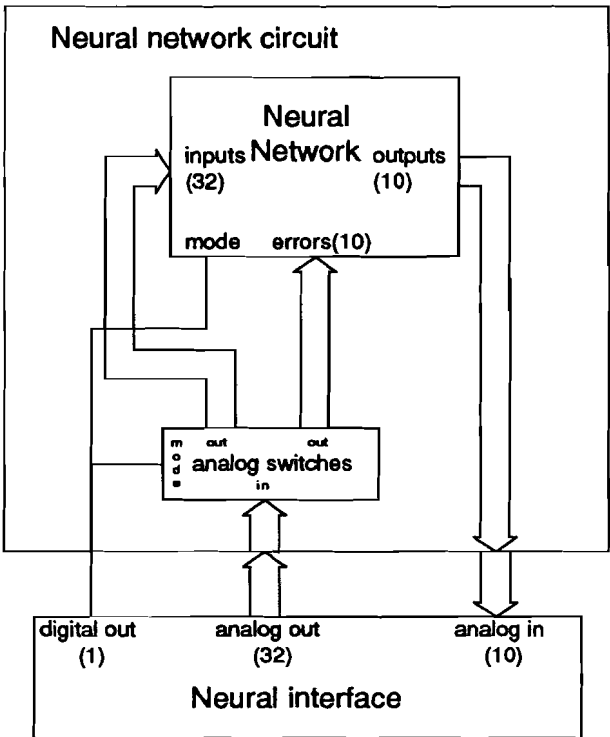 Neural network circuit
Neural
Network
inputs
(32)
outputs
(10)
mode
errors(10)
mode
out
out
analog switches
in
digital out
(1)
analog out
(32)
analog in
(10)
Neural interface